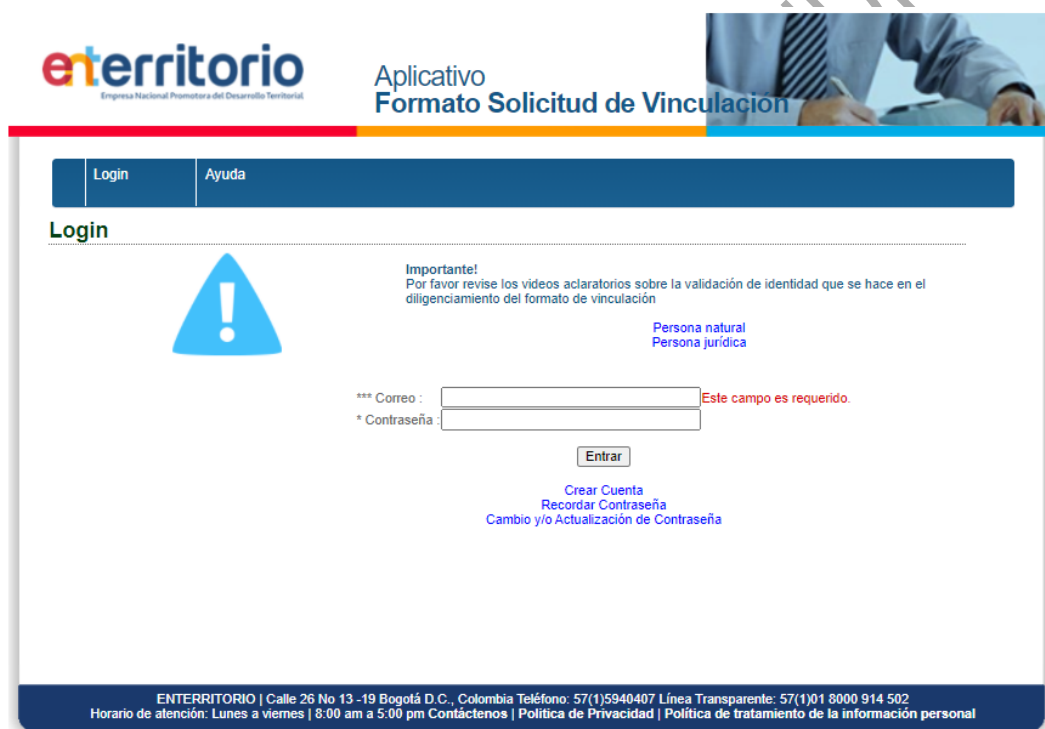 enterritorio
Empresa Nacional Promotora del Desarrollo Territorial
Aplicativo
Formato Solicitud de Vinculación
Login
Ayuda
Login
Importante!
Por favor revise los videos aclaratorios sobre la validación de identidad que se hace en el
diligenciamiento del formato de vinculación
Persona natural
Persona jurídica
*** Correo :
Este campo es requerido.
* Contraseña :
Entrar
Crear Cuenta
Recordar Contraseña
Cambio y/o Actualización de Contraseña
ENTERRITORIO | Calle 26 No 13 -19 Bogotá D.C., Colombia Teléfono: 57(1)5940407 Línea Transparente: 57(1)01 8000 914 502
Horario de atención: Lunes a viernes | 8:00 am a 5:00 pm Contáctenos | Politica de Privacidad | Política de tratamiento de la información personal